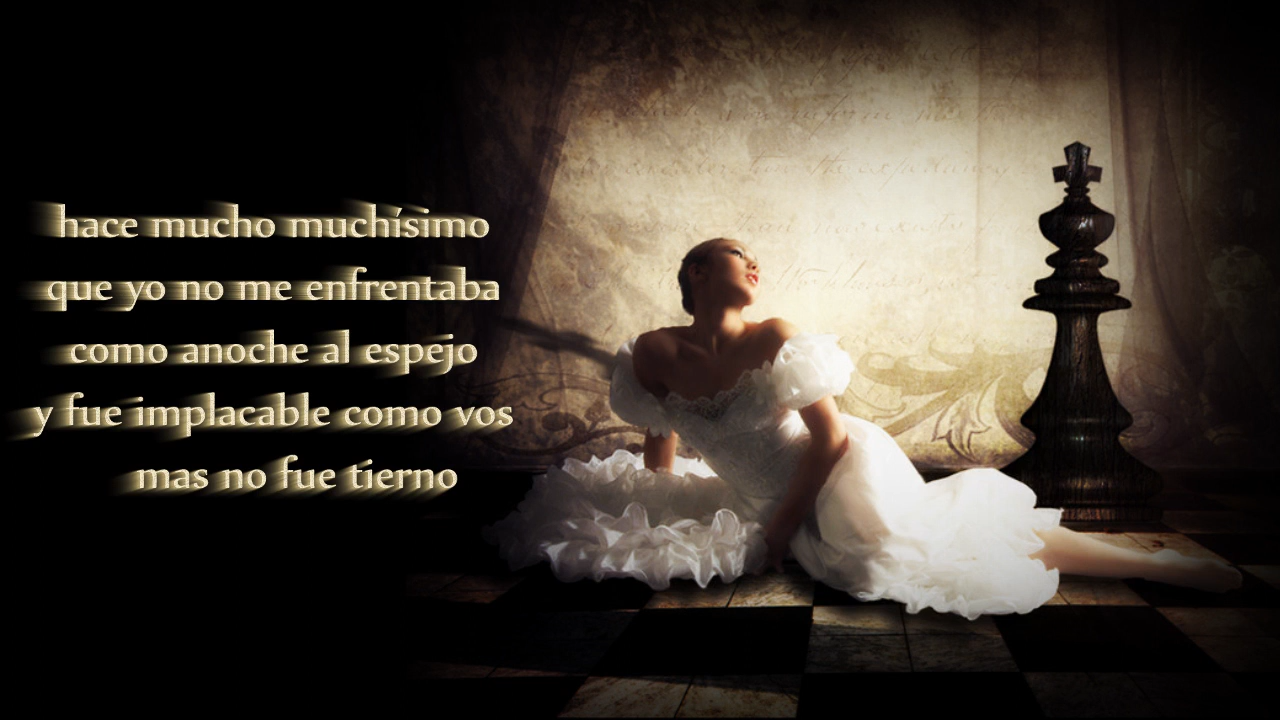 hace mucho muchísimo
que yo no me enfrentaba
como anoche al espejo
y fue implacable como vos
mas no fue tierno